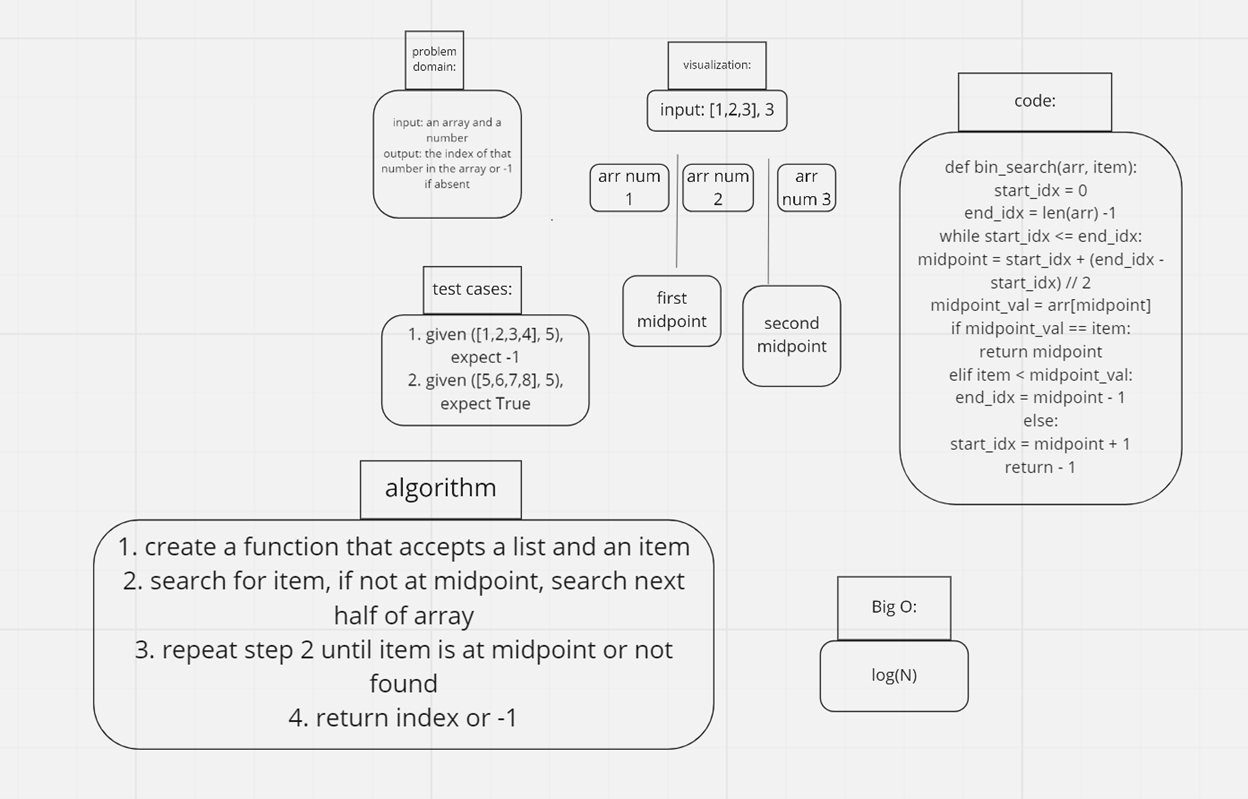 problem
domain:
input: an array and a
number
output: the index of that
number in the array or -1
if absent
visualization:
input: [1,2,3], 3
arr num
1
arr num
2
arr
num 3
first
midpoint
second
midpoint
code:
def bin_search(arr, item):
start_idx = 0
end_idx = len(arr) -1
while start_idx <= end_idx:
midpoint = start_idx + (end_idx -
start_idx) // 2
midpoint_val = arr[midpoint]
if midpoint_val == item:
return midpoint
elif item < midpoint_val:
end_idx = midpoint - 1
else:
start_idx = midpoint + 1
return - 1
test cases:
1. given ([1,2,3,4], 5),
expect -1
2. given ([5,6,7,8], 5),
expect True
algorithm
1. create a function that accepts a list and an item
2. search for item, if not at midpoint, search next
half of array
3. repeat step 2 until item is at midpoint or not
found
4. return index or -1
Big O:
log(N)